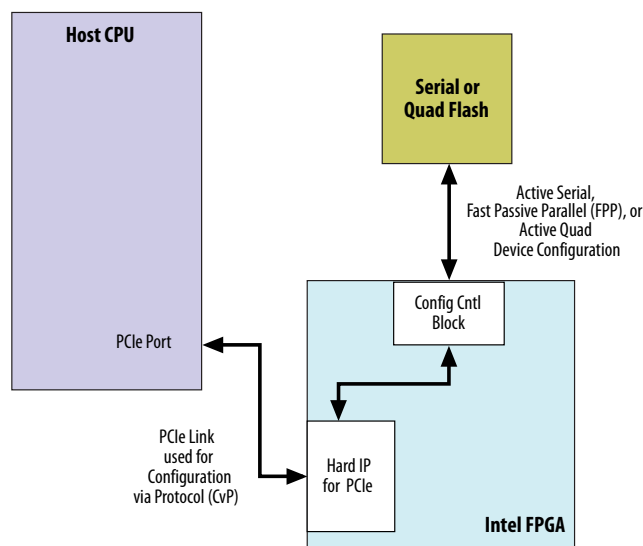 Host CPU
Serial or
Quad Flash
Active Serial,
Fast Passive Parallel (FPP), or
Active Quad
Device Configuration
Config Cntl
Block
PCIe Port
PCIe Link
used for
Configuration
via Protocol (CvP)
Hard IP
for PCIe
Intel FPGA